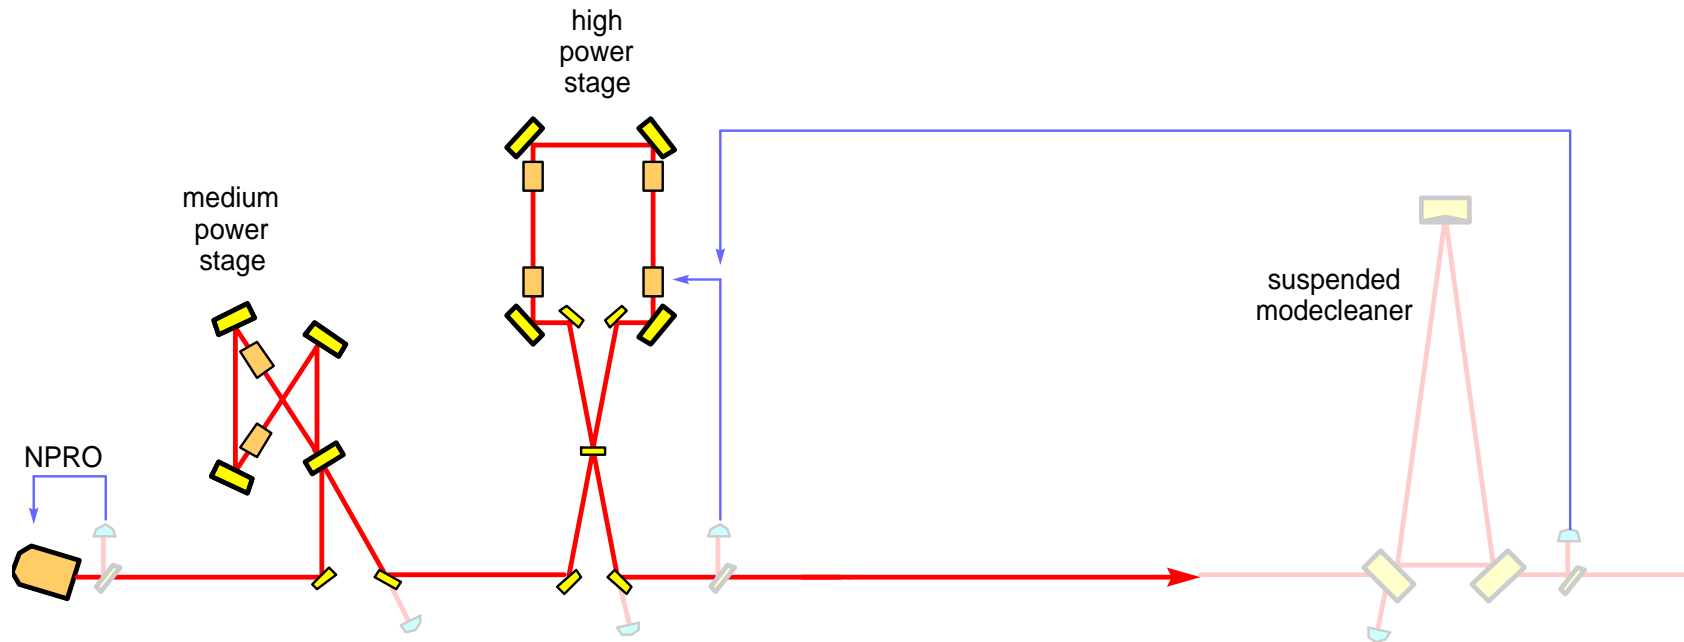 high
power
stage
medium
power
stage
suspended
modecleaner
NPRO